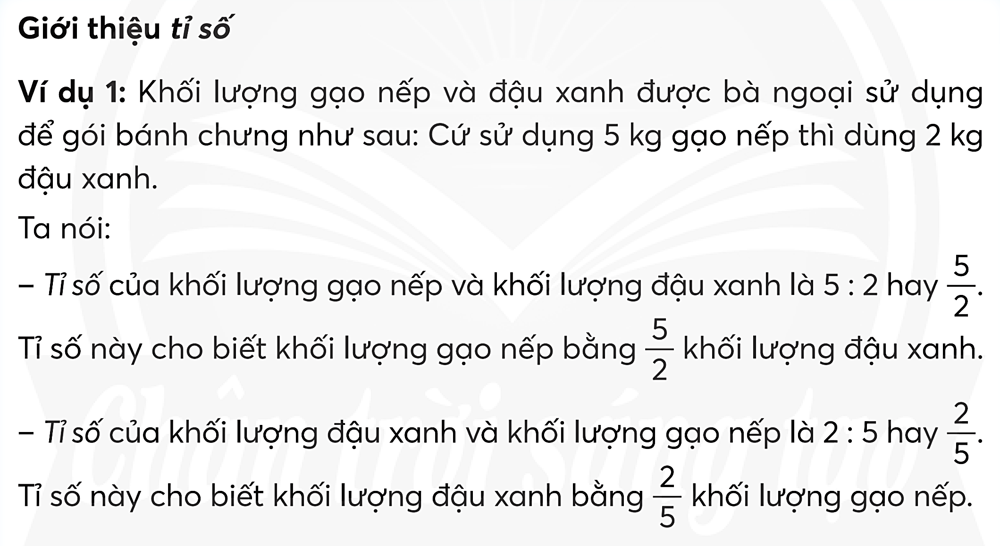 Giới thiệu tỉ số
Ví dụ 1: Khối lượng gạo nếp và đậu xanh được bà ngoại sử dụng
để gói bánh chưng như sau: Cứ sử dụng 5 kg gạo nếp thì dùng 2 kg
đậu xanh.
Ta nói:
– Tỉ số của khối lượng gạo nếp và khối lượng đậu xanh là 5 : 2 hay 5/2.
Tỉ số này cho biết khối lượng gạo nếp bằng 5/2 khối lượng đậu xanh.
– Tỉ số của khối lượng đậu xanh và khối lượng gạo nếp là 2 : 5 hay 2/5.
Tỉ số này cho biết khối lượng đậu xanh bằng 2/5 khối lượng gạo nếp.
Chân trời sáng tạo